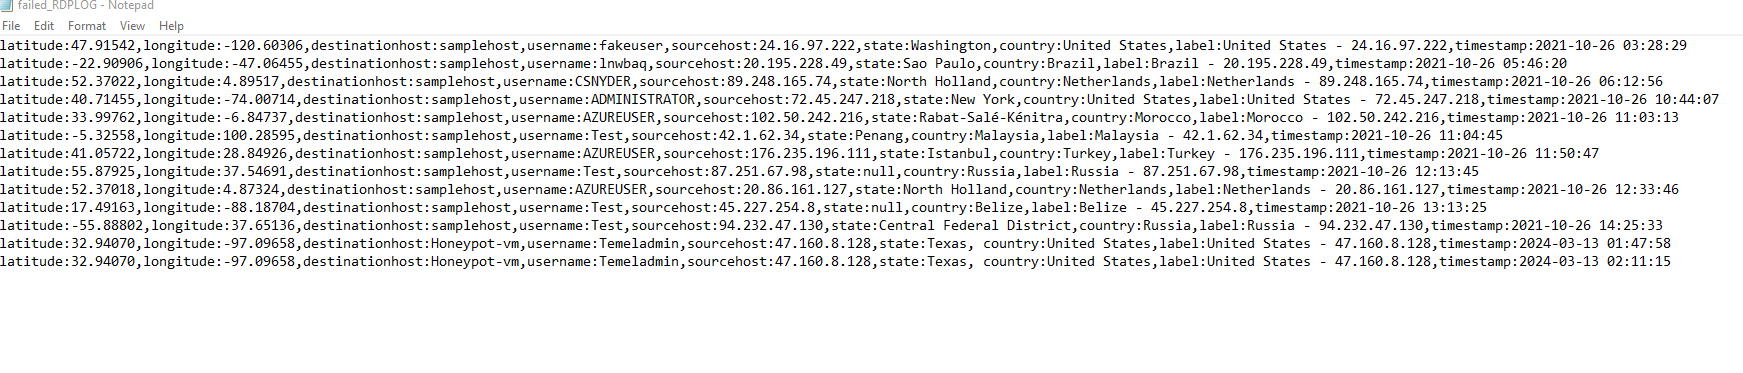 failed_RDPLOG - Notepad
File Edit Format View Help
latitude:47.91542,longitude:-120.60306,destinationhost:samplehost,username:fakeuser,sourcehost:24.16.97.222,state:Washington,country:United States,label:United States - 24.16.97.222,timestamp:2021-10-26 03:28:29
latitude:-22.90906,longitude:-47.06455,destinationhost:samplehost,username:lnwbaq,sourcehost:20.195.228.49,state:Sao Paulo,country:Brazil,label:Brazil - 20.195.228.49,timestamp:2021-10-26 05:46:20
latitude:52.37022,longitude:4.89517,destinationhost:samplehost,username:CSNYDER,sourcehost:89.248.165.74,state:North Holland,country:Netherlands,label:Netherlands - 89.248.165.74,timestamp:2021-10-26 06:12:56
latitude:40.71455,longitude:-74.00714,destinationhost:samplehost,username:ADMINISTRATOR,sourcehost:72.45.247.218,state:New York,country:United States,label:United States - 72.45.247.218,timestamp:2021-10-26 10:44:07
latitude:33.99762,longitude:-6.84737,destinationhost:samplehost,username:AZUREUSER,sourcehost:102.50.242.216,state:Rabat-Salé-Kénitra,country:Morocco,label:Morocco - 102.50.242.216,timestamp:2021-10-26 11:03:13
latitude:-5.32558,longitude:100.28595,destinationhost:samplehost,username:Test,sourcehost:42.1.62.34,state:Penang,country:Malaysia,label:Malaysia - 42.1.62.34,timestamp:2021-10-26 11:04:45
latitude:41.05722,longitude:28.84926,destinationhost:samplehost,username:AZUREUSER,sourcehost:176.235.196.111,state:Istanbul,country:Turkey,label:Turkey - 176.235.196.111,timestamp:2021-10-26 11:50:47
latitude:55.87925,longitude:37.54691,destinationhost:samplehost,username:Test,sourcehost:87.251.67.98,state:null,country:Russia,label:Russia - 87.251.67.98,timestamp:2021-10-26 12:13:45
latitude:52.37018,longitude:4.87324,destinationhost:samplehost,username:AZUREUSER,sourcehost:20.86.161.127,state:North Holland,country:Netherlands,label:Netherlands - 20.86.161.127,timestamp:2021-10-26 12:33:46
latitude:17.49163,longitude:-88.18704,destinationhost:samplehost,username:Test,sourcehost:45.227.254.8,state:null,country:Belize,label:Belize - 45.227.254.8,timestamp:2021-10-26 13:13:25
latitude:-55.88802,longitude:37.65136,destinationhost:samplehost,username:Test,sourcehost:94.232.47.130,state:Central Federal District,country:Russia,label:Russia - 94.232.47.130,timestamp:2021-10-26 14:25:33
latitude:32.94070,longitude:-97.09658,destinationhost:Honeypot-vm,username:Temeladmin,sourcehost:47.160.8.128,state:Texas, country:United States,label:United States - 47.160.8.128,timestamp:2024-03-13 01:47:58
latitude:32.94070,longitude:-97.09658,destinationhost:Honeypot-vm,username:Temeladmin,sourcehost:47.160.8.128,state:Texas, country:United States,label:United States - 47.160.8.128,timestamp:2024-03-13 02:11:15